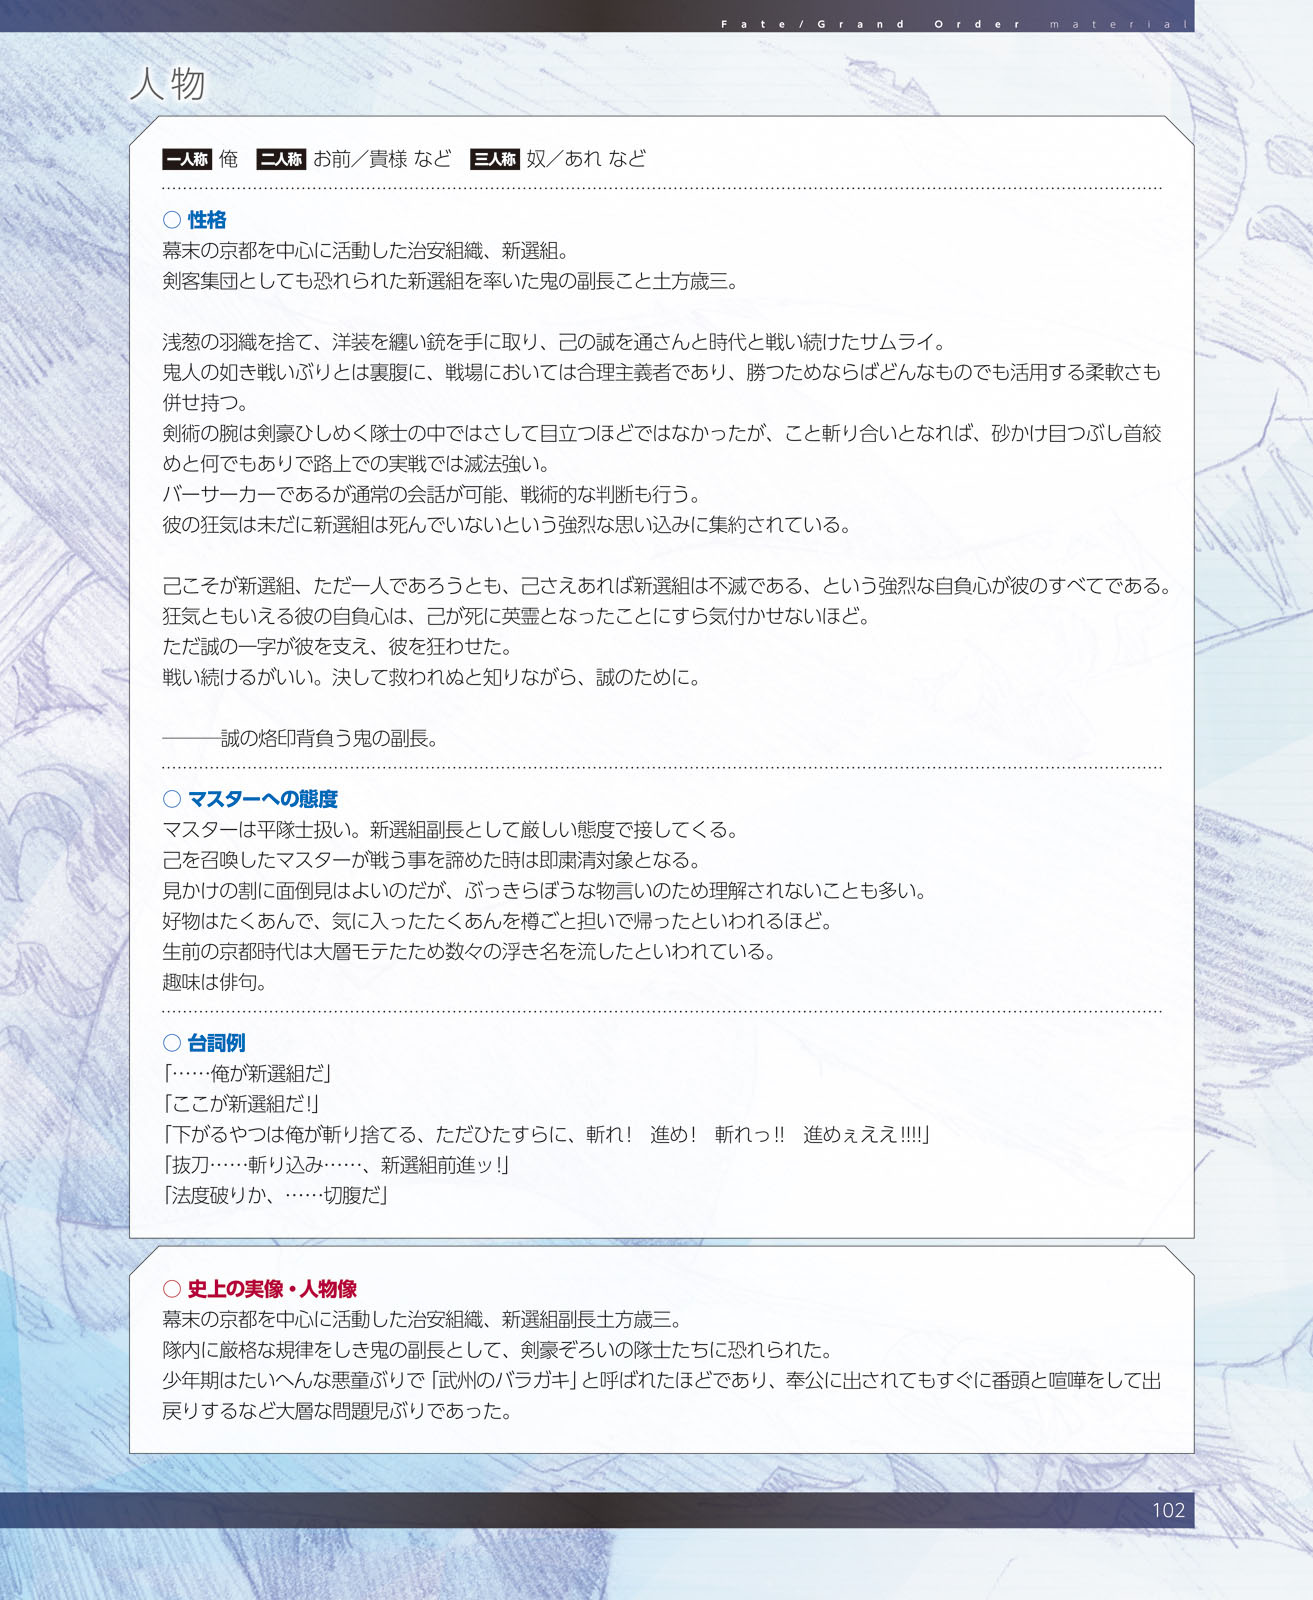 Fate/Grand Order material
人物
一人称 俺 二人称 お前／貴様 など 三人称 奴／あれ など
○ 性格
幕末の京都を中心に活動した治安組織、新選組。
剣客集団としても恐れられた新選組を率いた鬼の副長こと土方歳三。
浅葱の羽織を捨て、洋装を纏い銃を手に取り、己の誠を通さんと時代と戦い続けたサムライ。
鬼人の如き戦いぶりとは裏腹に、戦場においては合理主義者であり、勝つためならばどんなものでも活用する柔軟さも
併せ持つ。
剣術の腕は剣豪ひしめく隊士の中ではさして目立つほどではなかったが、こと斬り合いとなれば、砂かけ目つぶし首絞
めと何でもありで路上での実戦では滅法強い。
バーサーカーであるが通常の会話が可能、戦術的な判断も行う。
彼の狂気は未だに新選組は死んでいないという強烈な思い込みに集約されている。
己こそが新選組、ただ一人であろうとも、己さえあれば新選組は不滅である、という強烈な自負心が彼のすべてである。
狂気ともいえる彼の自負心は、己が死に英霊となったことにすら気付かせないほど。
ただ誠の一字が彼を支え、彼を狂わせた。
戦い続けるがいい。決して救われぬと知りながら、誠のために。
―――誠の烙印背負う鬼の副長。
○ マスターへの態度
マスターは平隊士扱い。新選組副長として厳しい態度で接してくる。
己を召喚したマスターが戦う事を諦めた時は即粛清対象となる。
見かけの割に面倒見はよいのだが、ぶっきらぼうな物言いのため理解されないことも多い。
好物はたくあんで、気に入ったたくあんを樽ごと担いで帰ったといわれるほど。
生前の京都時代は大層モテたため数々の浮き名を流したといわれている。
趣味は俳句。
○ 台詞例
「……俺が新選組だ」
「ここが新選組だ!」
「下がるやつは俺が斬り捨てる、ただひたすらに、斬れ!　進め!　斬れっ!!　進めぇええ!!!!」
「抜刀……斬り込み……、新選組前進ッ!」
「法度破りか、……切腹だ」
○ 史上の実像・人物像
幕末の京都を中心に活動した治安組織、新選組副長土方歳三。
隊内に厳格な規律をしき鬼の副長として、剣豪ぞろいの隊士たちに恐れられた。
少年期はたいへんな悪童ぶりで「武州のバラガキ」と呼ばれたほどであり、奉公に出されてもすぐに番頭と喧嘩をして出
戻りするなど大層な問題児ぶりであった。
102